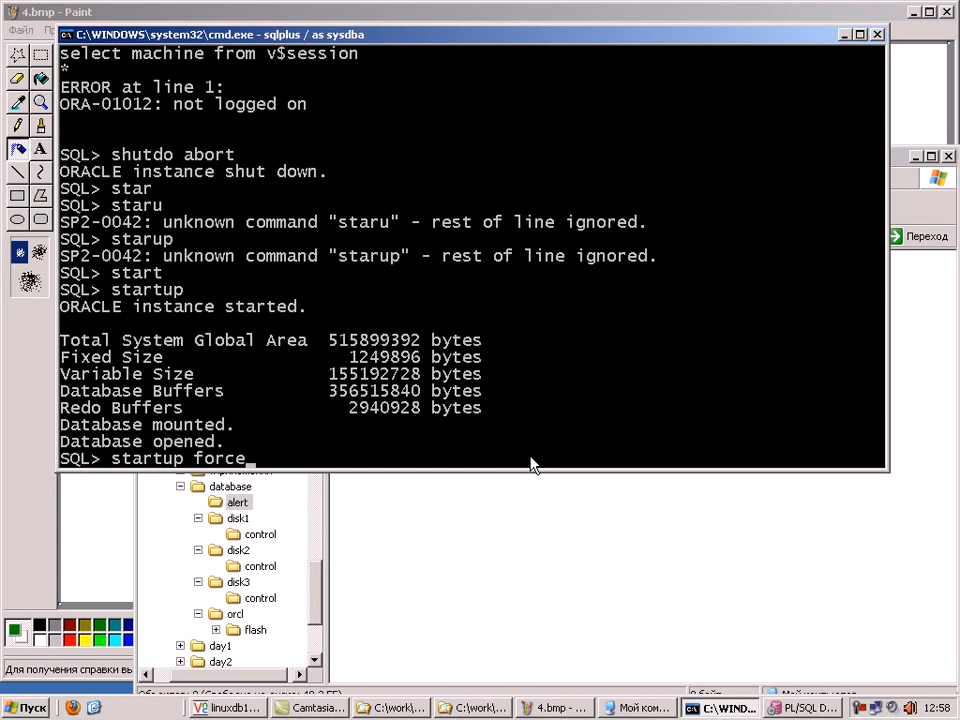 4.bmp - Paint
Файл
C:\WINDOWS\system32\cmd.exe - sqlplus / as sysdba
select machine from v$session
*
ERROR at line 1:
ORA-01012: not logged on
SQL> shutdo abort
ORACLE instance shut down.
SQL> star
SQL> staru
SP2-0042: unknown command "staru" - rest of line ignored.
SQL> starup
SP2-0042: unknown command "starup" - rest of line ignored.
SQL> start
SQL> startup
ORACLE instance started.
Total System Global Area 515899392 bytes
Fixed Size 1249896 bytes
Variable Size 155192728 bytes
Database Buffers 356515840 bytes
Redo Buffers 2940928 bytes
Database mounted.
Database opened.
SQL> startup force_
Переход
database
alert
disk1
control
disk2
control
disk3
control
orcl
flash
day1
day2
Для получения справки вы
Пуск
linuxdb1...
Camtasia...
C:\work\...
C:\work\...
4.bmp - ...
Мой ком...
C:\WIND...
PL/SQL D...
12:58